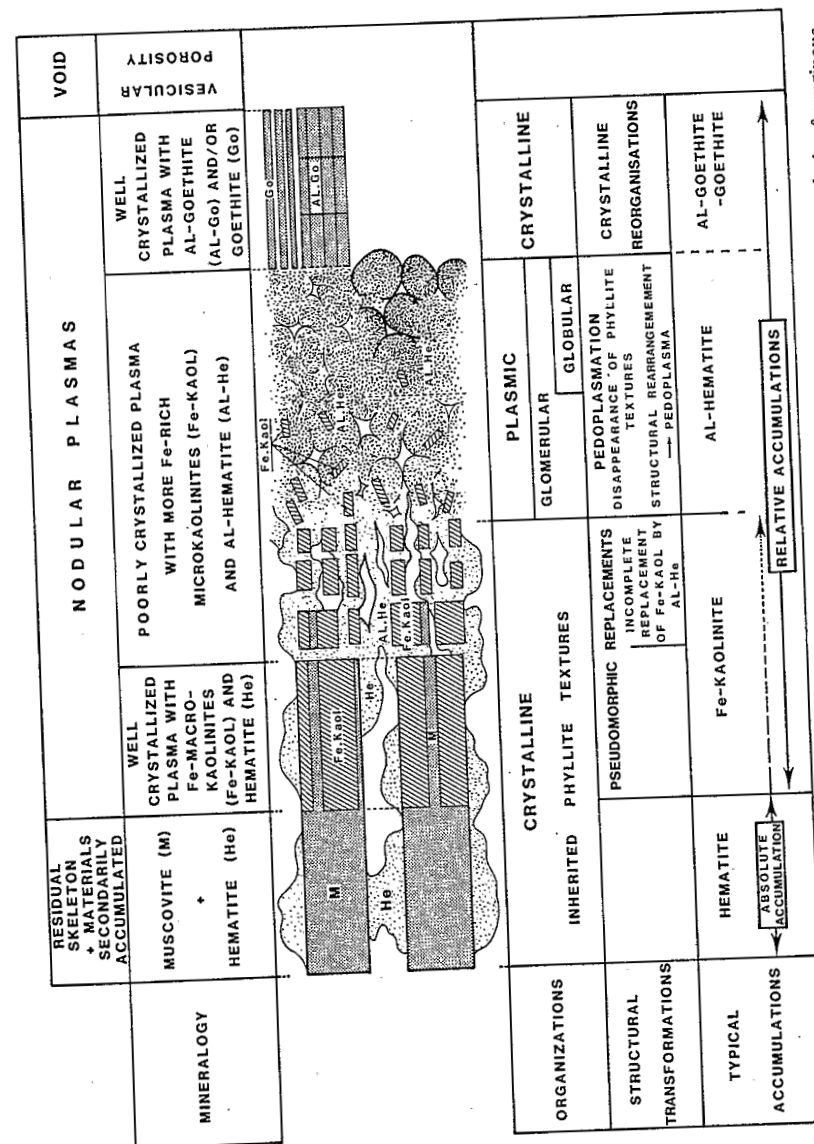 RESIDUAL
SKELETON
+ MATERIALS
SECONDARILY
ACCUMULATED
NODULAR PLASMAS
VOID
MINERALOGY
MUSCOVITE (M)
+
HEMATITE (He)
WELL
CRYSTALLIZED
PLASMA WITH
Fe-MACRO-
KAOLINITES
(Fe-KAOL) AND
HEMATITE (He)
POORLY CRYSTALLIZED PLASMA
WITH MORE Fe-RICH
MICROKAOLINITES (Fe-KAOL)
AND AL-HEMATITE (AL-He)
WELL
CRYSTALLIZED
PLASMA WITH
AL-GOETHITE
(AL-Go) AND/OR
GOETHITE (Go)
VESICULAR
POROSITY
M
He
Fe.Kaol
He
M
AL.He
Fe.Kaol
Fe.Kaol
AL.He
AL.He
Go
AL.Go
ORGANIZATIONS
CRYSTALLINE
INHERITED PHYLLITE TEXTURES
PLASMIC
GLOMERULAR
GLOBULAR
CRYSTALLINE
STRUCTURAL
TRANSFORMATIONS
PSEUDOMORPHIC REPLACEMENTS
INCOMPLETE
REPLACEMENT
OF Fe-KAOL BY
AL-He
PEDOPLASMATION
DISAPPEARANCE OF PHYLLITE
TEXTURES
STRUCTURAL REARRANGEMEMENT
→ PEDOPLASMA
CRYSTALLINE
REORGANISATIONS
TYPICAL
ACCUMULATIONS
HEMATITE
Fe-KAOLINITE
AL-HEMATITE
AL-GOETHITE
-GOETHITE
ABSOLUTE
ACCUMULATION
RELATIVE ACCUMULATIONS